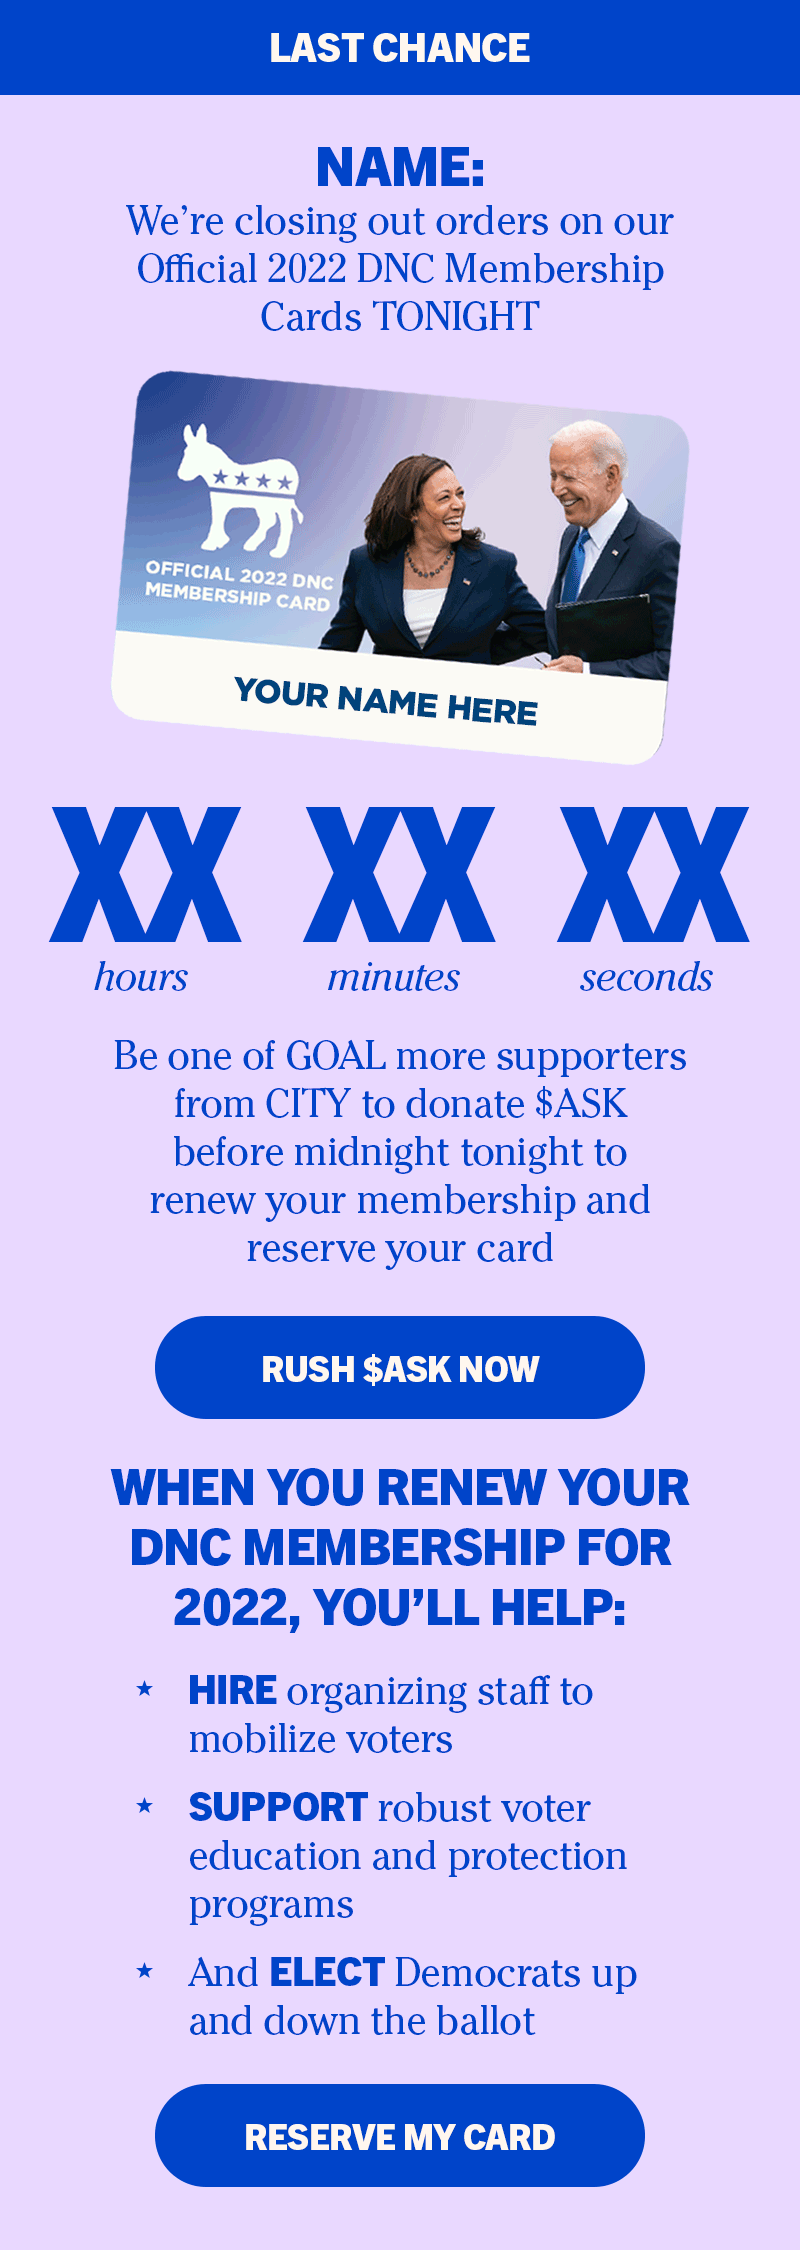 LAST CHANCE
NAME:
We’re closing out orders on our
Official 2022 DNC Membership
Cards TONIGHT
OFFICIAL 2022 DNC
MEMBERSHIP CARD
YOUR NAME HERE
XX XX XX
hours minutes seconds
Be one of GOAL more supporters
from CITY to donate $ASK
before midnight tonight to
renew your membership and
reserve your card
RUSH $ASK NOW
WHEN YOU RENEW YOUR
DNC MEMBERSHIP FOR
2022, YOU’LL HELP:
HIRE organizing staff to
mobilize voters
SUPPORT robust voter
education and protection
programs
And ELECT Democrats up
and down the ballot
RESERVE MY CARD